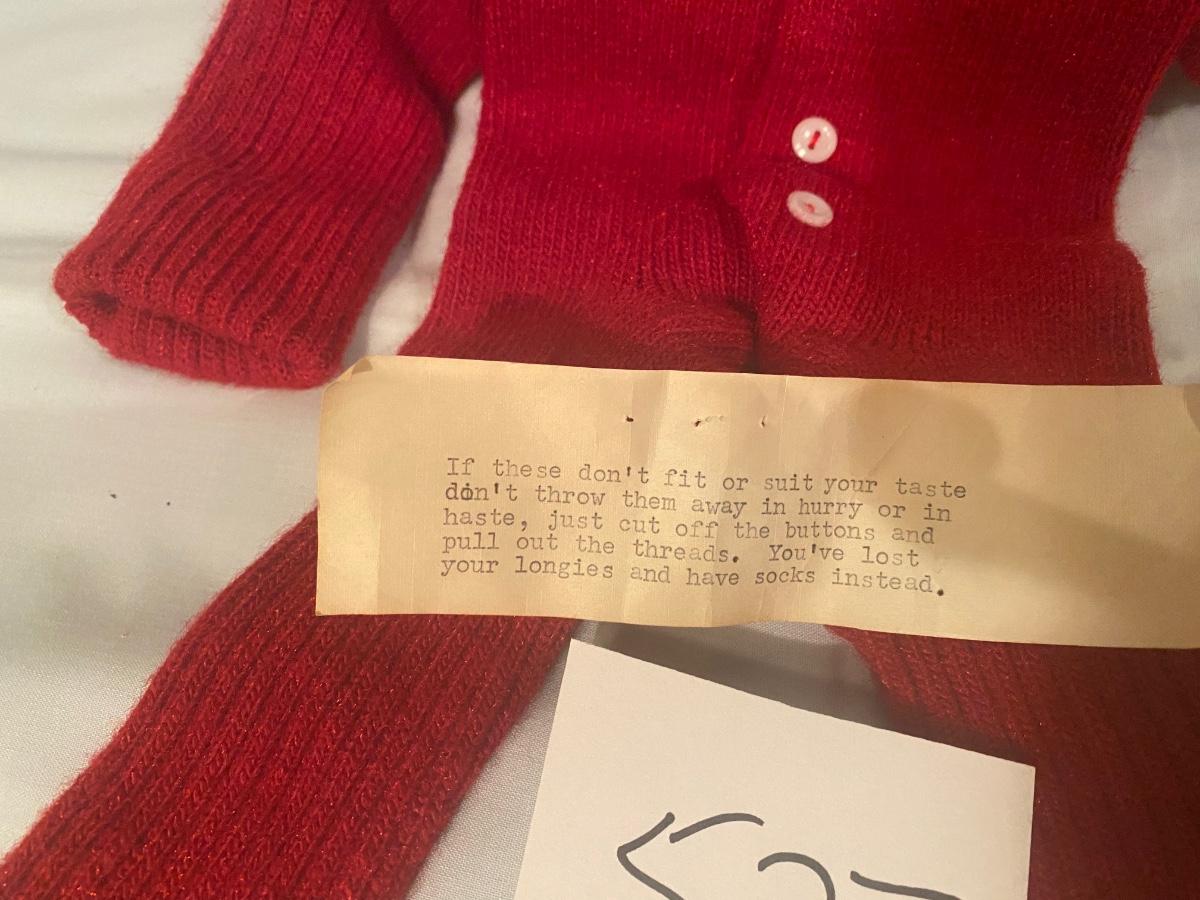 If these don't fit or suit your taste
don't throw them away in hurry or in
haste, just cut off the buttons and
pull out the threads. You've lost
your longies and have socks instead.